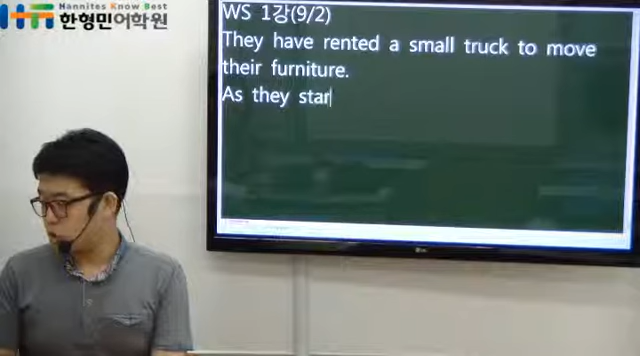 Hannites Know Best
한형민어학원
WS 1강(9/2)
They have rented a small truck to move
their furniture.
As they star
LG